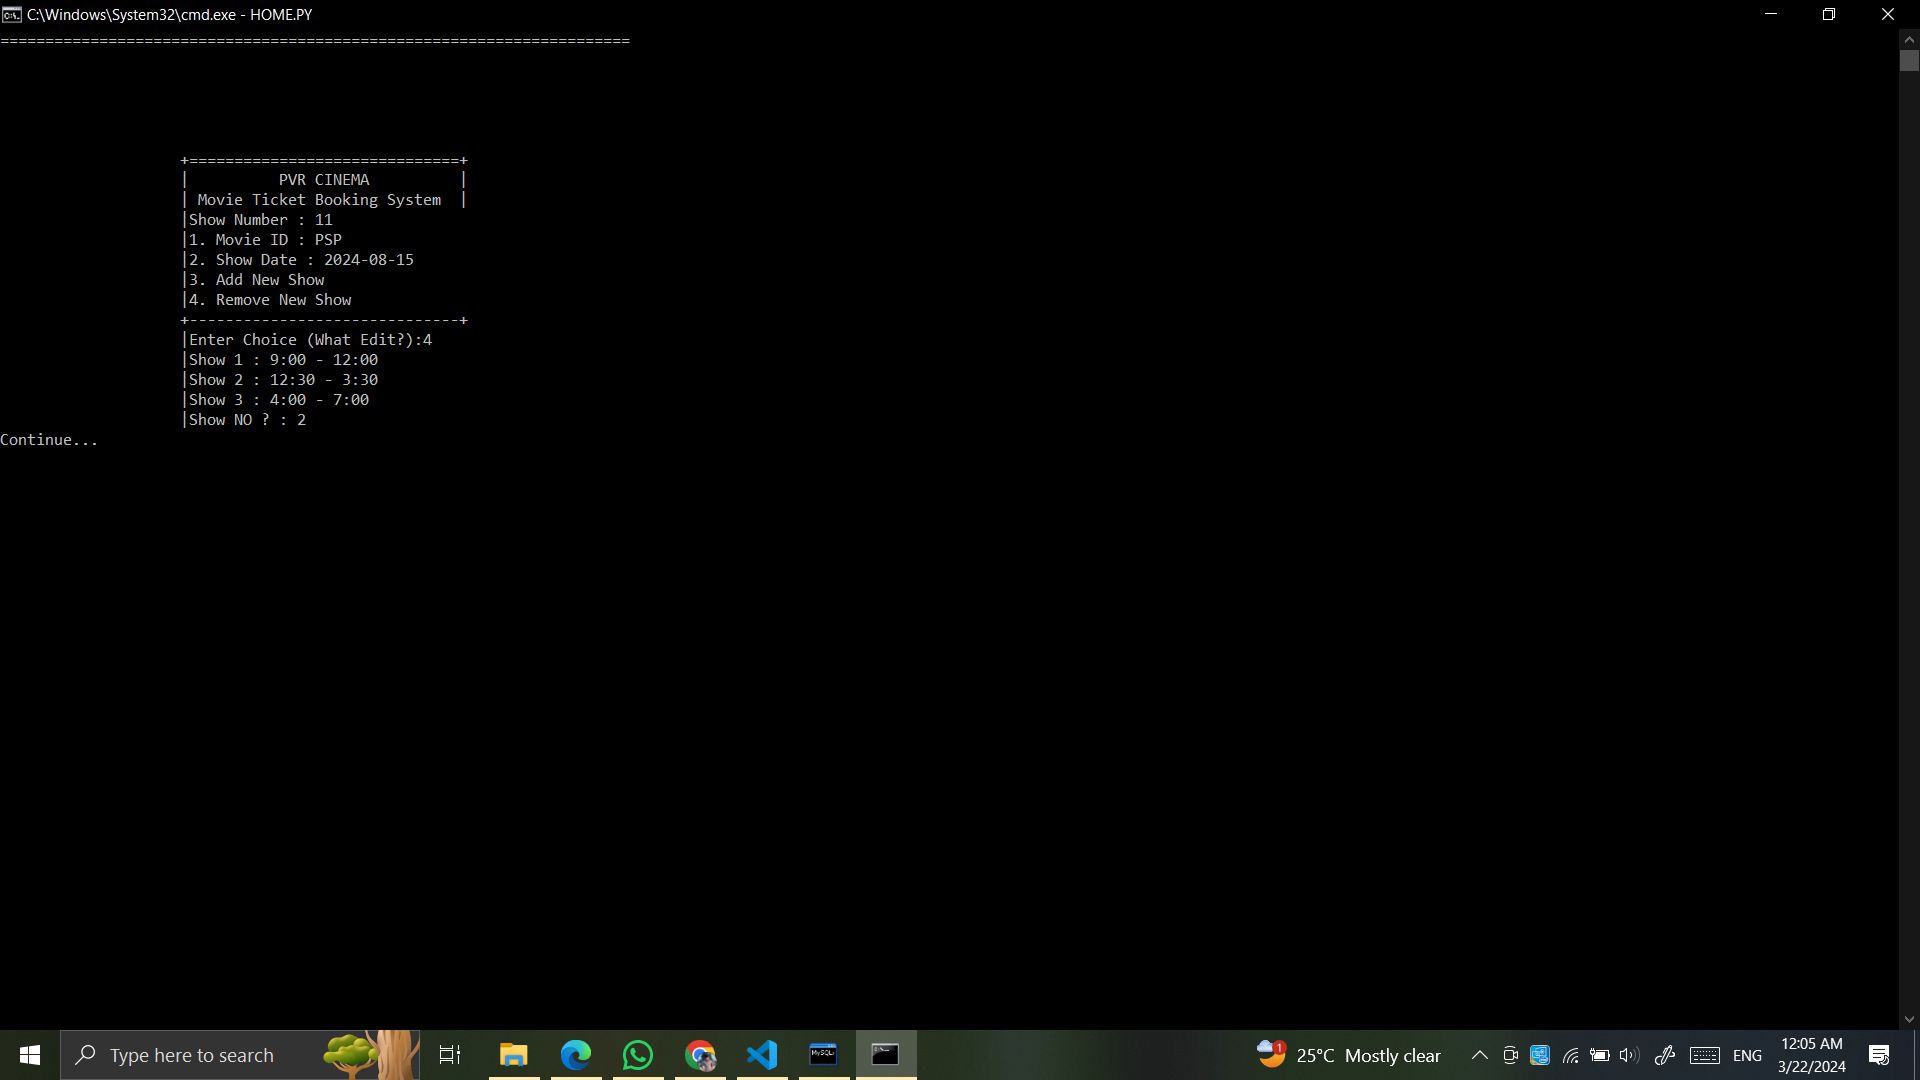 C:\Windows\System32\cmd.exe - HOME.PY
======================================================================
+==============================+
|          PVR CINEMA          |
| Movie Ticket Booking System  |
|Show Number : 11
|1. Movie ID : PSP
|2. Show Date : 2024-08-15
|3. Add New Show
|4. Remove New Show
+------------------------------+
|Enter Choice (What Edit?):4
|Show 1 : 9:00 - 12:00
|Show 2 : 12:30 - 3:30
|Show 3 : 4:00 - 7:00
|Show NO ? : 2
Continue...
Type here to search
MySQL
1
25°C Mostly clear
ENG
12:05 AM
3/22/2024